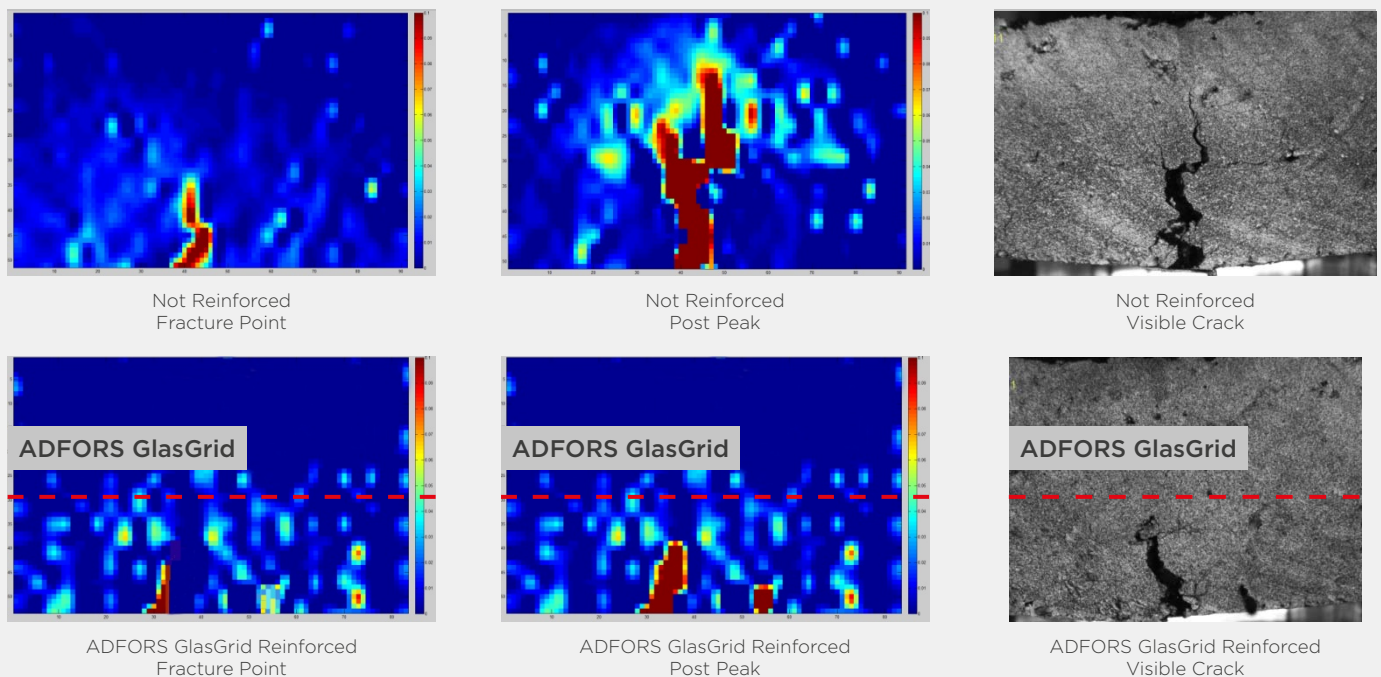 Not Reinforced
Fracture Point
Not Reinforced
Post Peak
Not Reinforced
Visible Crack
ADFORS GlasGrid
ADFORS GlasGrid
ADFORS GlasGrid
ADFORS GlasGrid Reinforced
Fracture Point
ADFORS GlasGrid Reinforced
Post Peak
ADFORS GlasGrid Reinforced
Visible Crack